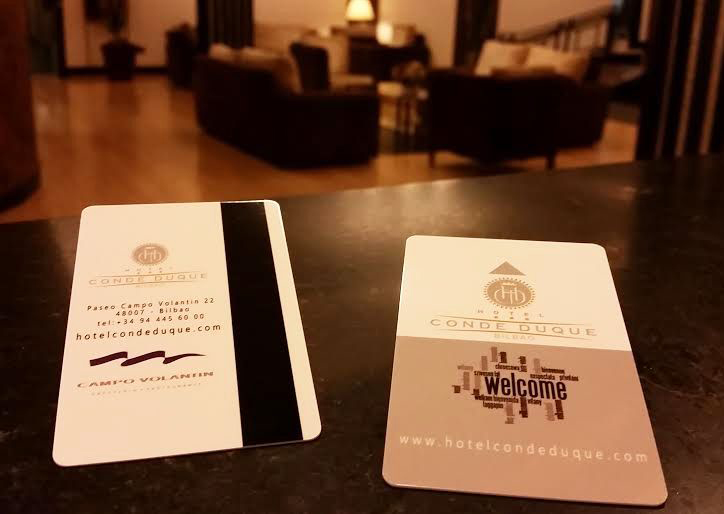 HOTEL
CONDE DUQUE
Paseo Campo Volantin 22
48007 - Bilbao
tel:+34 94 445 60 00
hotelcondeduque.com
CAMPO VOLANTIN
HOTEL
CONDE DUQUE
BILBAO
welcome
www.hotelcondeduque.com